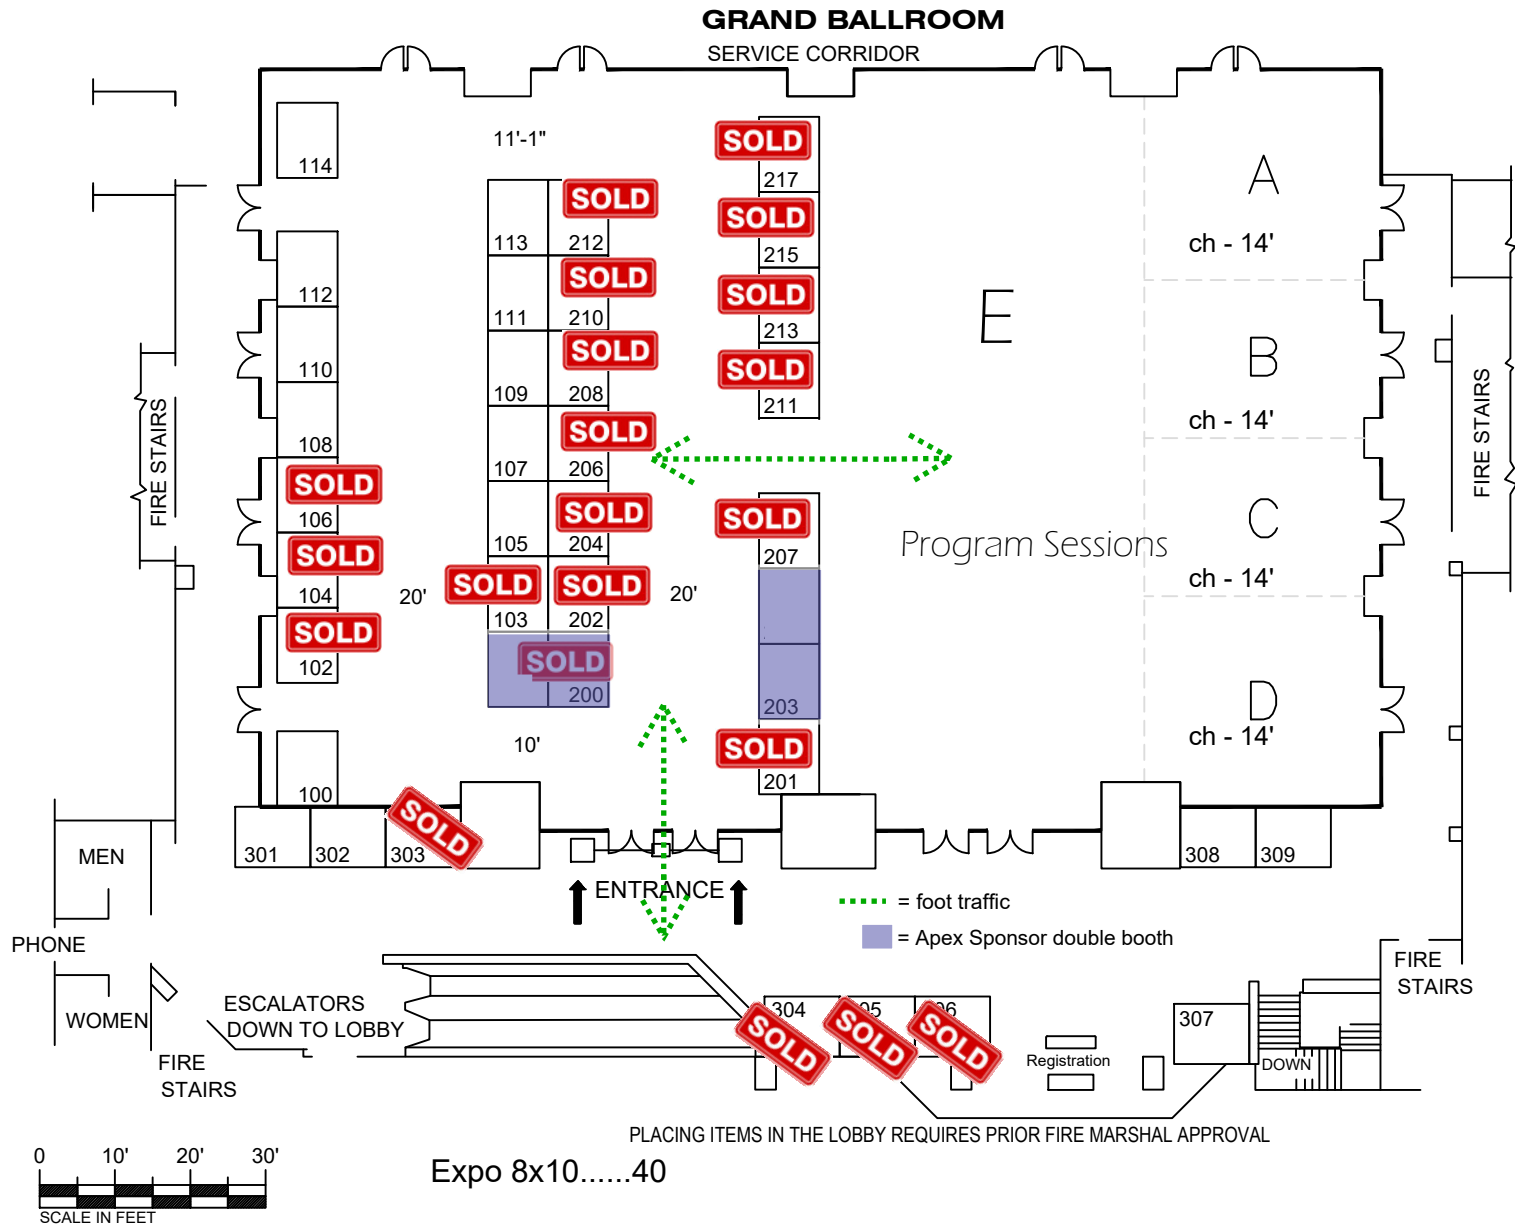 GRAND BALLROOM
SERVICE CORRIDOR
114
11'-1"
SOLD
217
A
SOLD
113
212
SOLD
215
ch - 14'
112
SOLD
111
210
SOLD
213
E
110
SOLD
109
208
SOLD
211
B
ch - 14'
FIRE STAIRS
108
SOLD
107
206
FIRE STAIRS
SOLD
106
SOLD
105
204
SOLD
207
Program Sessions
C
ch - 14'
SOLD
104
20'
SOLD
103
SOLD
202
20'
SOLD
102
SOLD
200
203
D
ch - 14'
10'
SOLD
201
100
301
302
303
SOLD
308
309
MEN
ENTRANCE
= foot traffic
= Apex Sponsor double booth
PHONE
WOMEN
ESCALATORS
DOWN TO LOBBY
FIRE
STAIRS
304
SOLD
05
SOLD
06
SOLD
Registration
307
DOWN
FIRE
STAIRS
PLACING ITEMS IN THE LOBBY REQUIRES PRIOR FIRE MARSHAL APPROVAL
0 10' 20' 30'
SCALE IN FEET
Expo 8x10......40